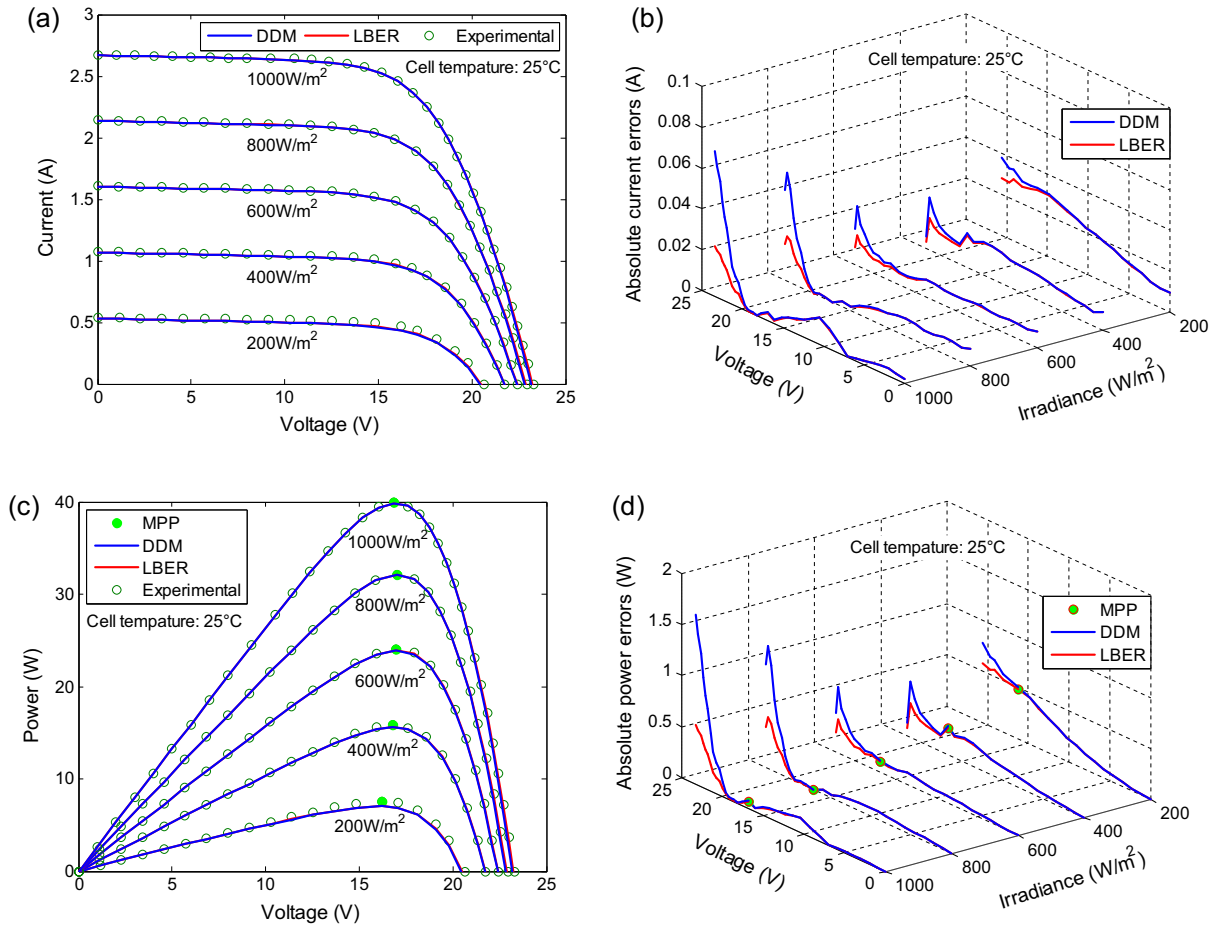 (a)
3
2.5
2
1.5
1
0.5
0
Current (A)
DDM
LBER
Experimental
Cell tempature: 25°C
1000W/m²
800W/m²
600W/m²
400W/m²
200W/m²
0
5
10
15
20
25
Voltage (V)
(b)
Cell tempature: 25°C
0.1
0.08
0.06
0.04
0.02
0
Absolute current errors (A)
DDM
LBER
25
20
15
10
5
0
Voltage (V)
1000
800
600
400
200
Irradiance (W/m²)
(c)
40
30
20
10
0
Power (W)
MPP
DDM
LBER
Experimental
Cell tempature: 25°C
1000W/m²
800W/m²
600W/m²
400W/m²
200W/m²
0
5
10
15
20
25
Voltage (V)
(d)
Cell tempature: 25°C
2
1.5
1
0.5
0
Absolute power errors (W)
MPP
DDM
LBER
25
20
15
10
5
0
Voltage (V)
1000
800
600
400
200
Irradiance (W/m²)